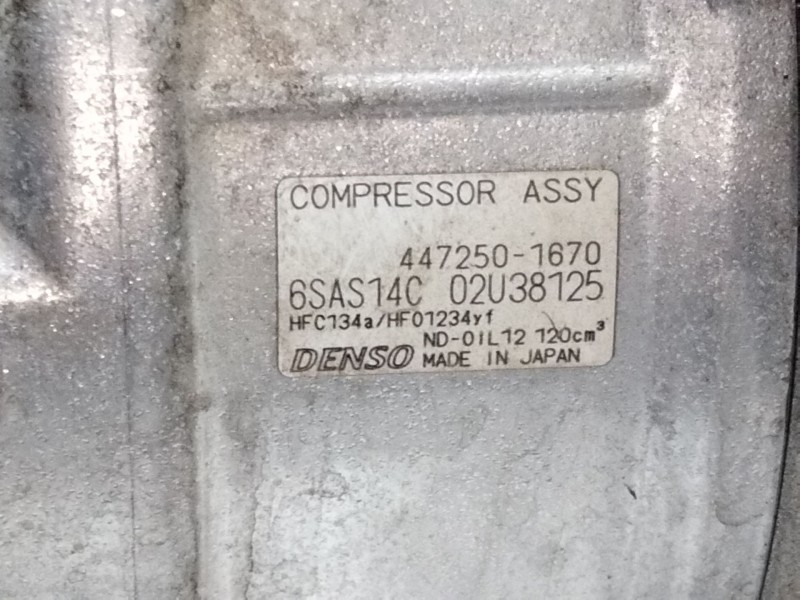 COMPRESSOR ASSY
447250-1670
6SAS14C 02U38125
HFC134a/HFO1234yf
ND-OIL12 120cm³
DENSO MADE IN JAPAN